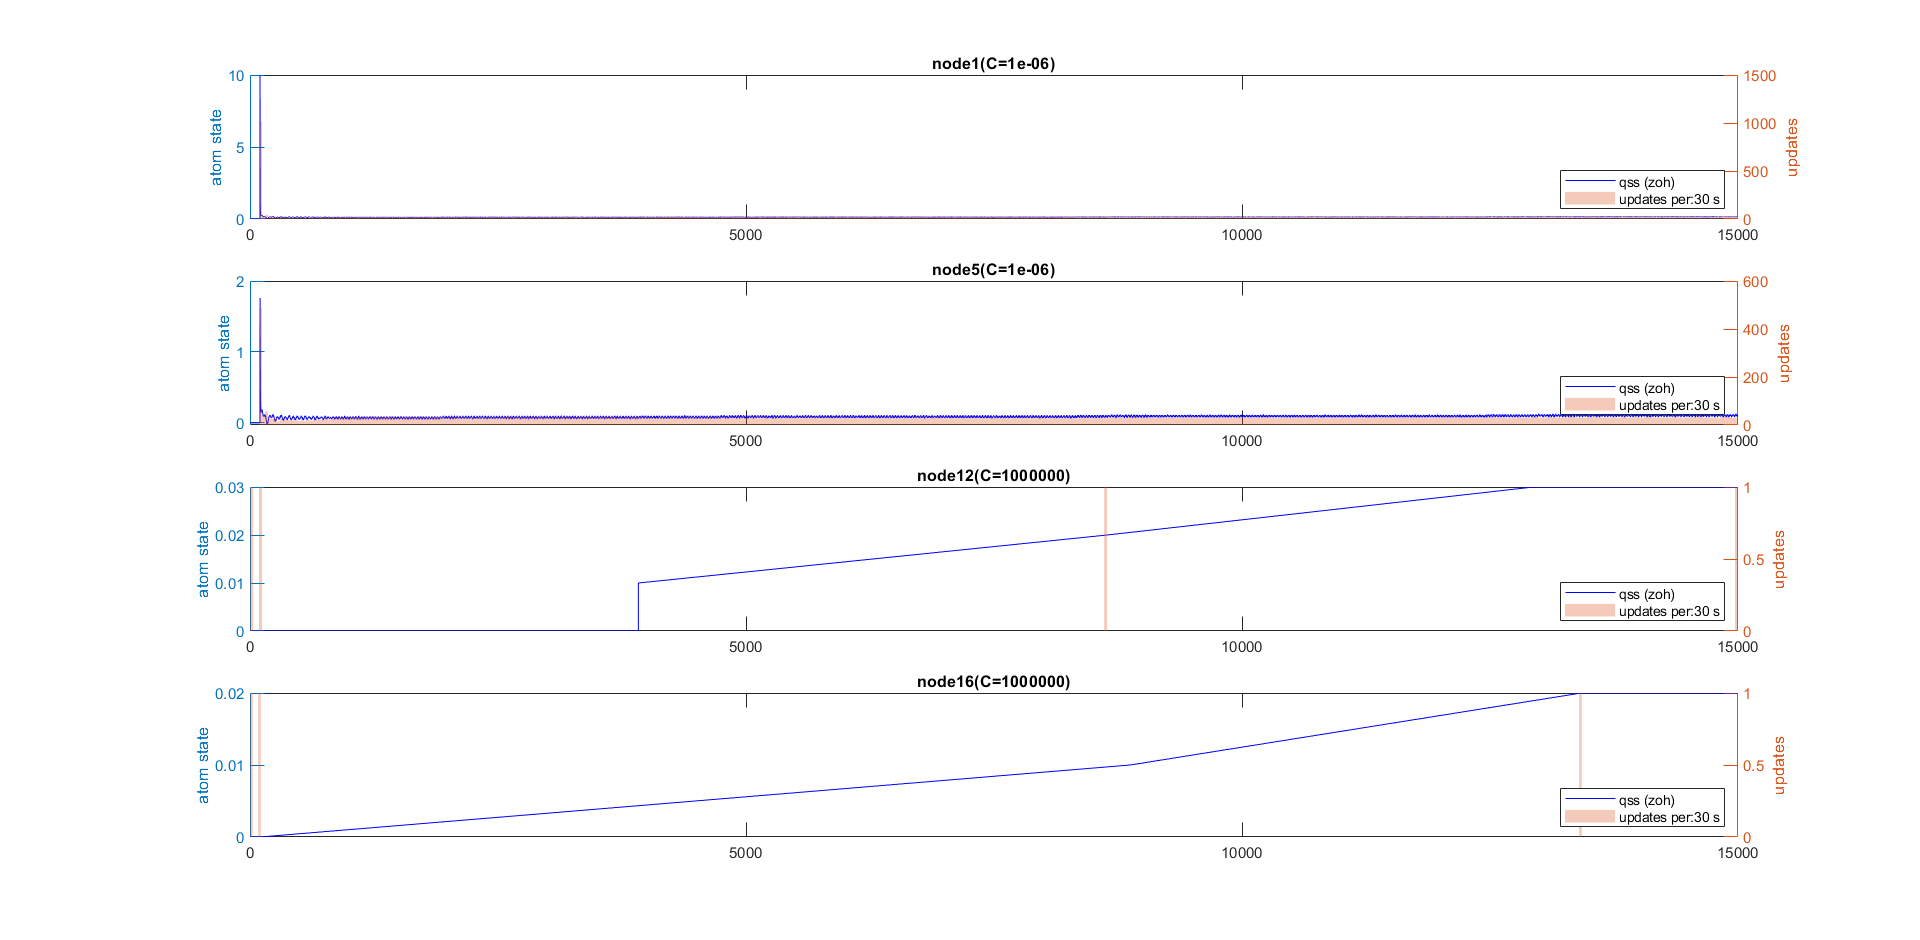 node1(C=1e-06)
10
5
0
atom state
1500
1000
500
0
updates
qss (zoh)
updates per:30 s
0
5000
10000
15000
node5(C=1e-06)
2
1
0
atom state
600
400
200
0
updates
qss (zoh)
updates per:30 s
0
5000
10000
15000
node12(C=1000000)
0.03
0.02
0.01
0
atom state
1
0.5
0
updates
qss (zoh)
updates per:30 s
0
5000
10000
15000
node16(C=1000000)
0.02
0.01
0
atom state
1
0.5
0
updates
qss (zoh)
updates per:30 s
0
5000
10000
15000